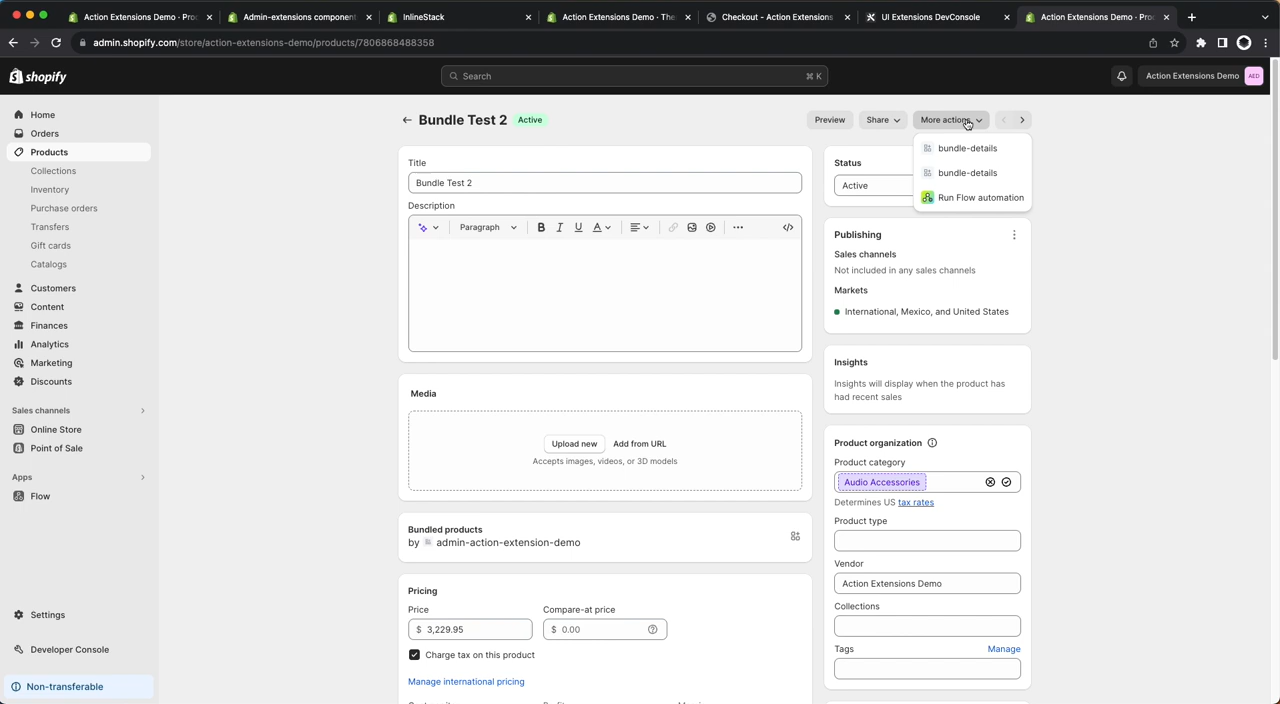 Action Extensions Demo · Proc
Admin-extensions component
InlineStack
Action Extensions Demo · The
Checkout - Action Extensions
UI Extensions DevConsole
Action Extensions Demo · Proc
admin.shopify.com/store/action-extensions-demo/products/7806868488358
shopify
Search
⌘ K
Action Extensions Demo
AED
Home
Orders
Products
Collections
Inventory
Purchase orders
Transfers
Gift cards
Catalogs
Customers
Content
Finances
Analytics
Marketing
Discounts
Sales channels
Online Store
Point of Sale
Apps
Flow
Settings
Developer Console
Non-transferable
Bundle Test 2 Active
Preview
Share
More actions
bundle-details
bundle-details
Run Flow automation
Title
Bundle Test 2
Description
Paragraph
B I U A
Media
Upload new
Add from URL
Accepts images, videos, or 3D models
Bundled products
by admin-action-extension-demo
Pricing
Price
Compare-at price
$ 3,229.95
$ 0.00
Charge tax on this product
Manage international pricing
Status
Active
Publishing
Sales channels
Not included in any sales channels
Markets
International, Mexico, and United States
Insights
Insights will display when the product has
had recent sales
Product organization
Product category
Audio Accessories
Determines US tax rates
Product type
Vendor
Action Extensions Demo
Collections
Tags
Manage